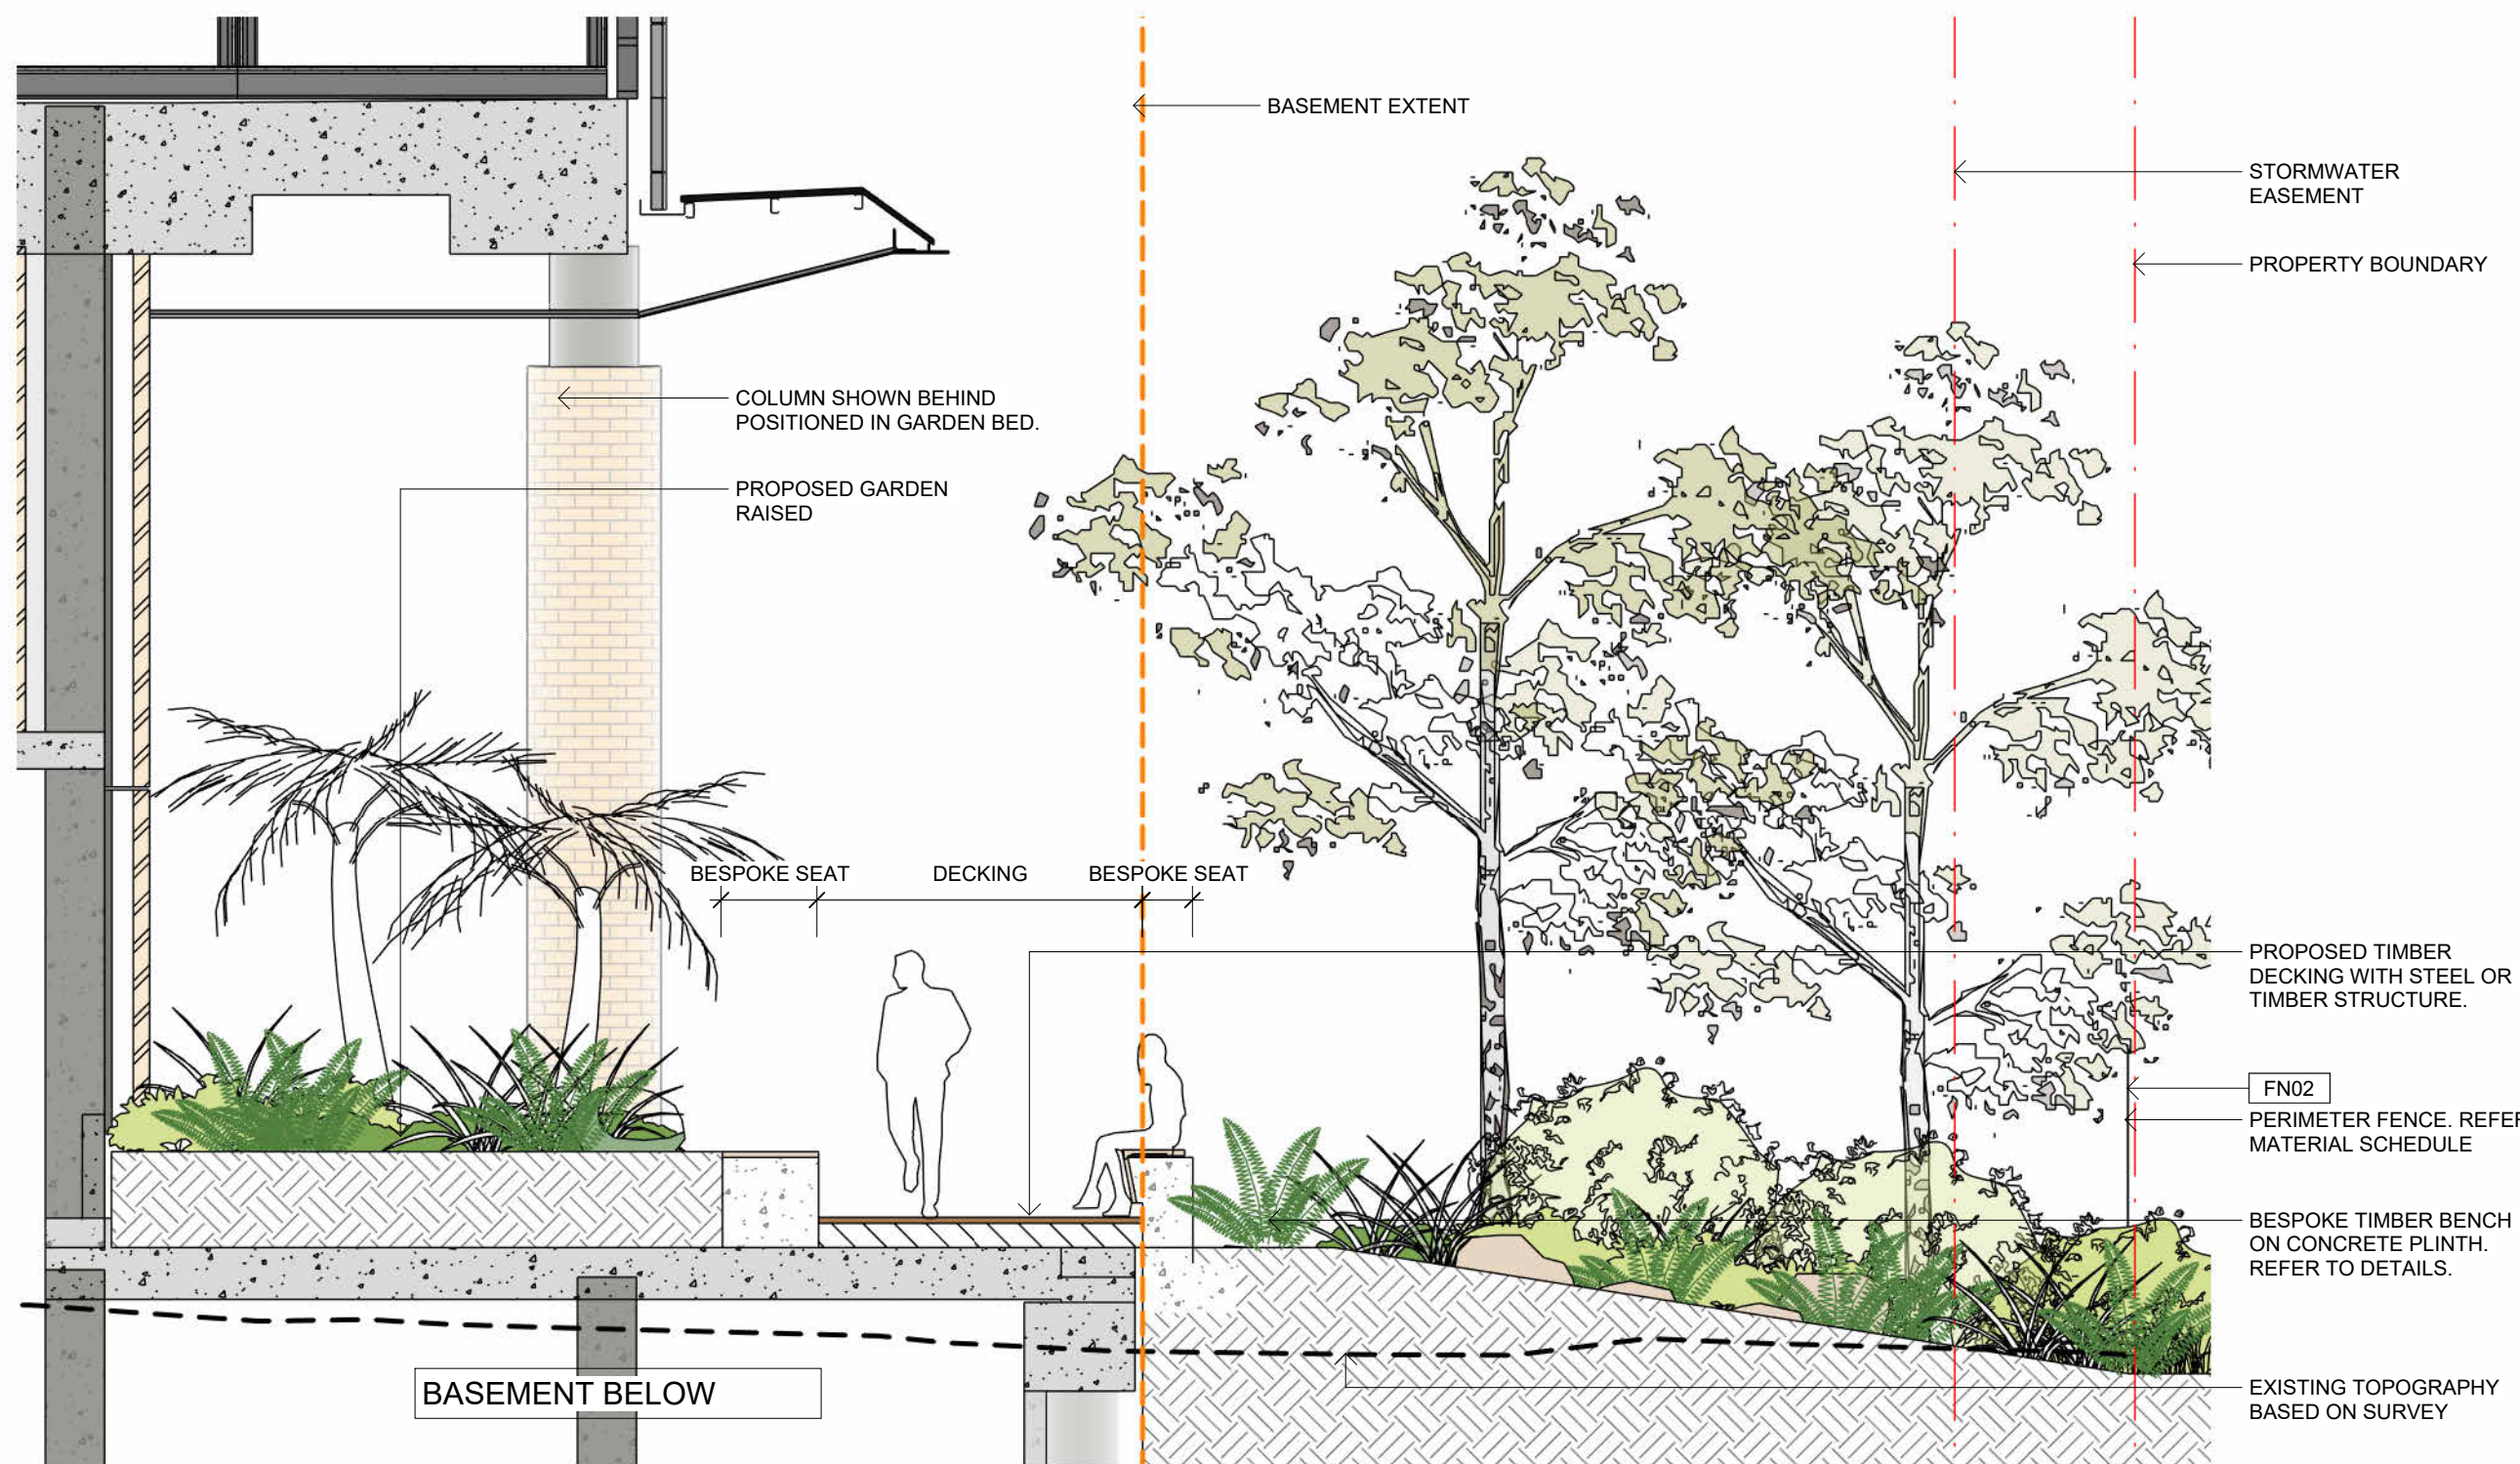 BASEMENT EXTENT
STORMWATER
EASEMENT
PROPERTY BOUNDARY
COLUMN SHOWN BEHIND
POSITIONED IN GARDEN BED.
PROPOSED GARDEN
RAISED
BESPOKE SEAT
DECKING
BESPOKE SEAT
PROPOSED TIMBER
DECKING WITH STEEL OR
TIMBER STRUCTURE.
FN02
PERIMETER FENCE. REFER
MATERIAL SCHEDULE
BESPOKE TIMBER BENCH
ON CONCRETE PLINTH.
REFER TO DETAILS.
BASEMENT BELOW
EXISTING TOPOGRAPHY
BASED ON SURVEY